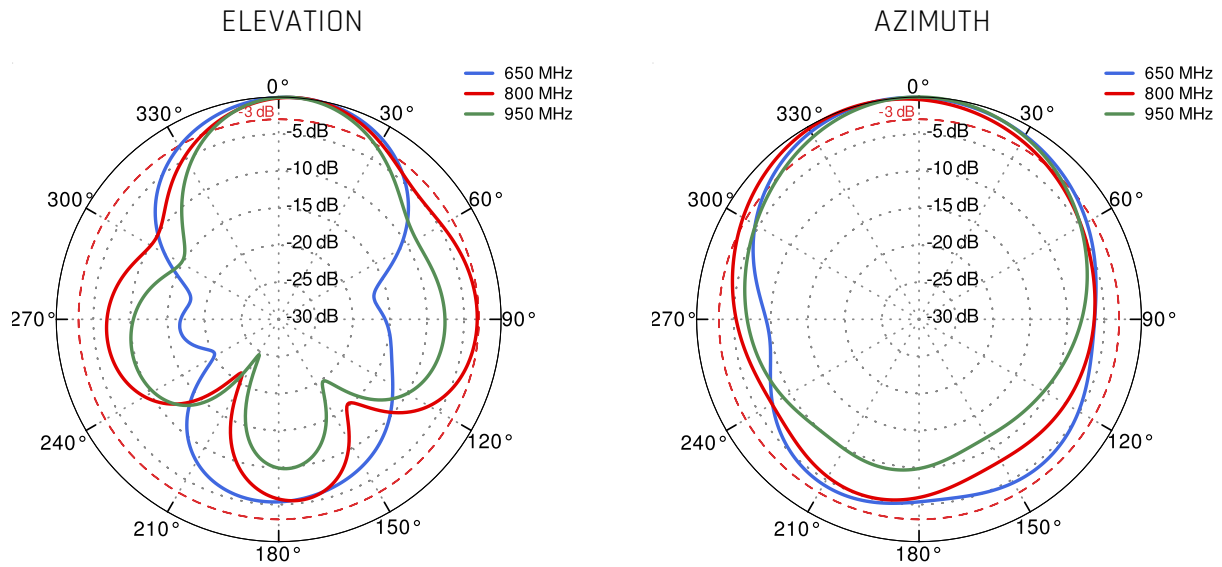 ELEVATION
650 MHz
800 MHz
950 MHz
0°
330°
-3 dB
30°
-5 dB
-10 dB
300°
60°
-15 dB
-20 dB
-25 dB
270°
-30 dB
90°
240°
120°
210°
150°
180°
AZIMUTH
650 MHz
800 MHz
950 MHz
0°
330°
-3 dB
30°
-5 dB
-10 dB
300°
60°
-15 dB
-20 dB
-25 dB
270°
-30 dB
90°
240°
120°
210°
150°
180°